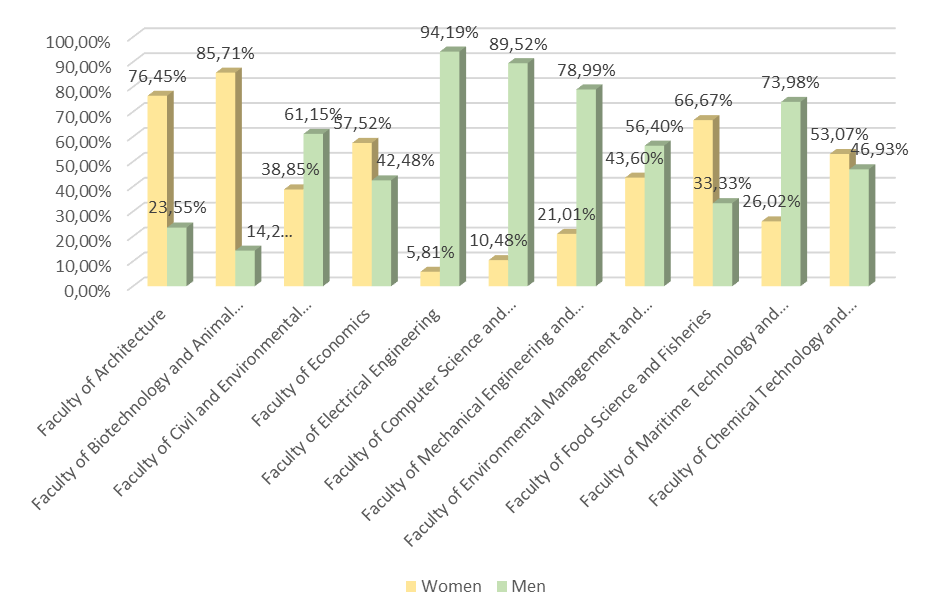 100,00%
90,00%
80,00%
70,00%
60,00%
50,00%
40,00%
30,00%
20,00%
10,00%
0,00%
76,45%
23,55%
85,71%
14,2...
38,85%
61,15%
57,52%
42,48%
5,81%
94,19%
10,48%
89,52%
21,01%
78,99%
43,60%
56,40%
66,67%
33,33%
26,02%
73,98%
53,07%
46,93%
Faculty of Architecture
Faculty of Biotechnology and Animal...
Faculty of Civil and Environmental...
Faculty of Economics
Faculty of Electrical Engineering
Faculty of Computer Science and...
Faculty of Mechanical Engineering and...
Faculty of Environmental Management and...
Faculty of Food Science and Fisheries
Faculty of Maritime Technology and...
Faculty of Chemical Technology and...
Women Men